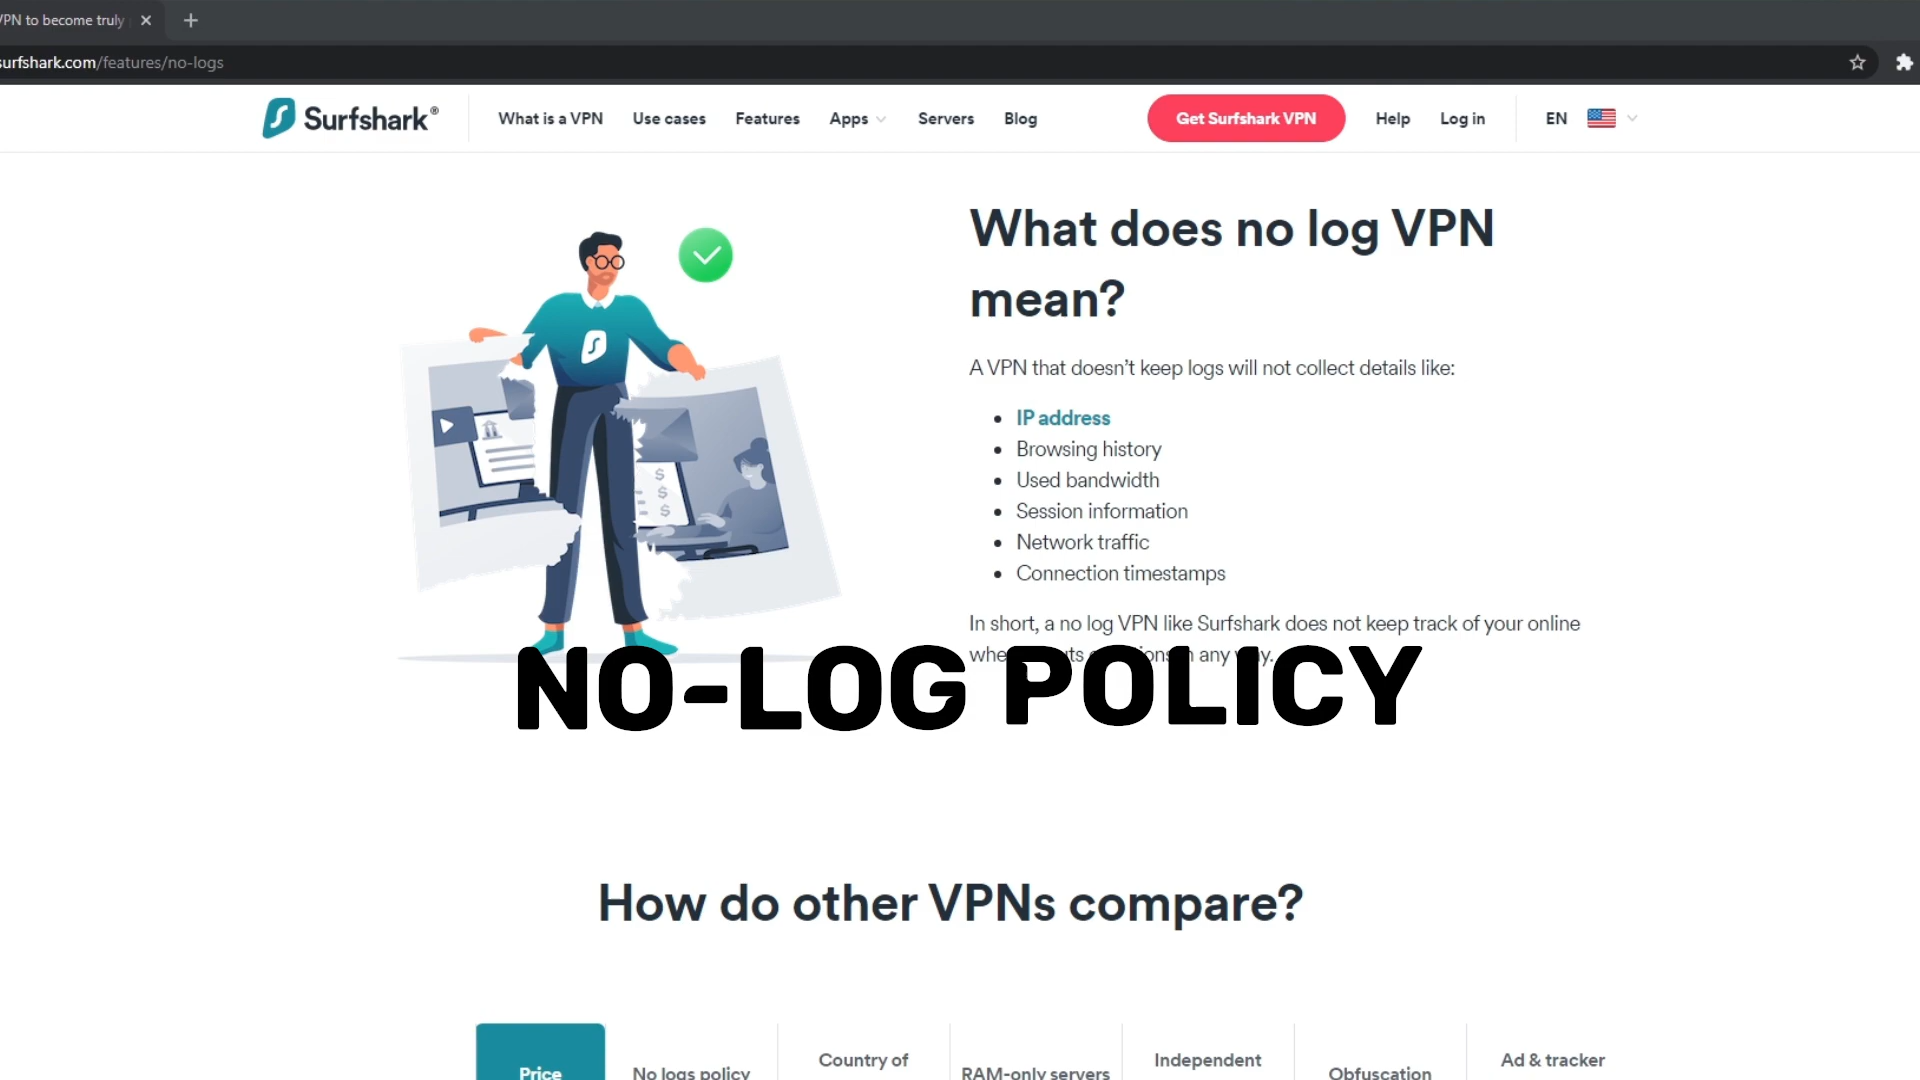 VPN to become truly
surfshark.com/features/no-logs
Surfshark®
What is a VPN Use cases Features Apps Servers Blog Get Surfshark VPN Help Log in EN
What does no log VPN
mean?
A VPN that doesn't keep logs will not collect details like:
IP address
Browsing history
Used bandwidth
Session information
Network traffic
Connection timestamps
In short, a no log VPN like Surfshark does not keep track of your online
in any way.
NO-LOG POLICY
How do other VPNs compare?
Price No logs policy Country of RAM-only servers Independent Obfuscation Ad & tracker